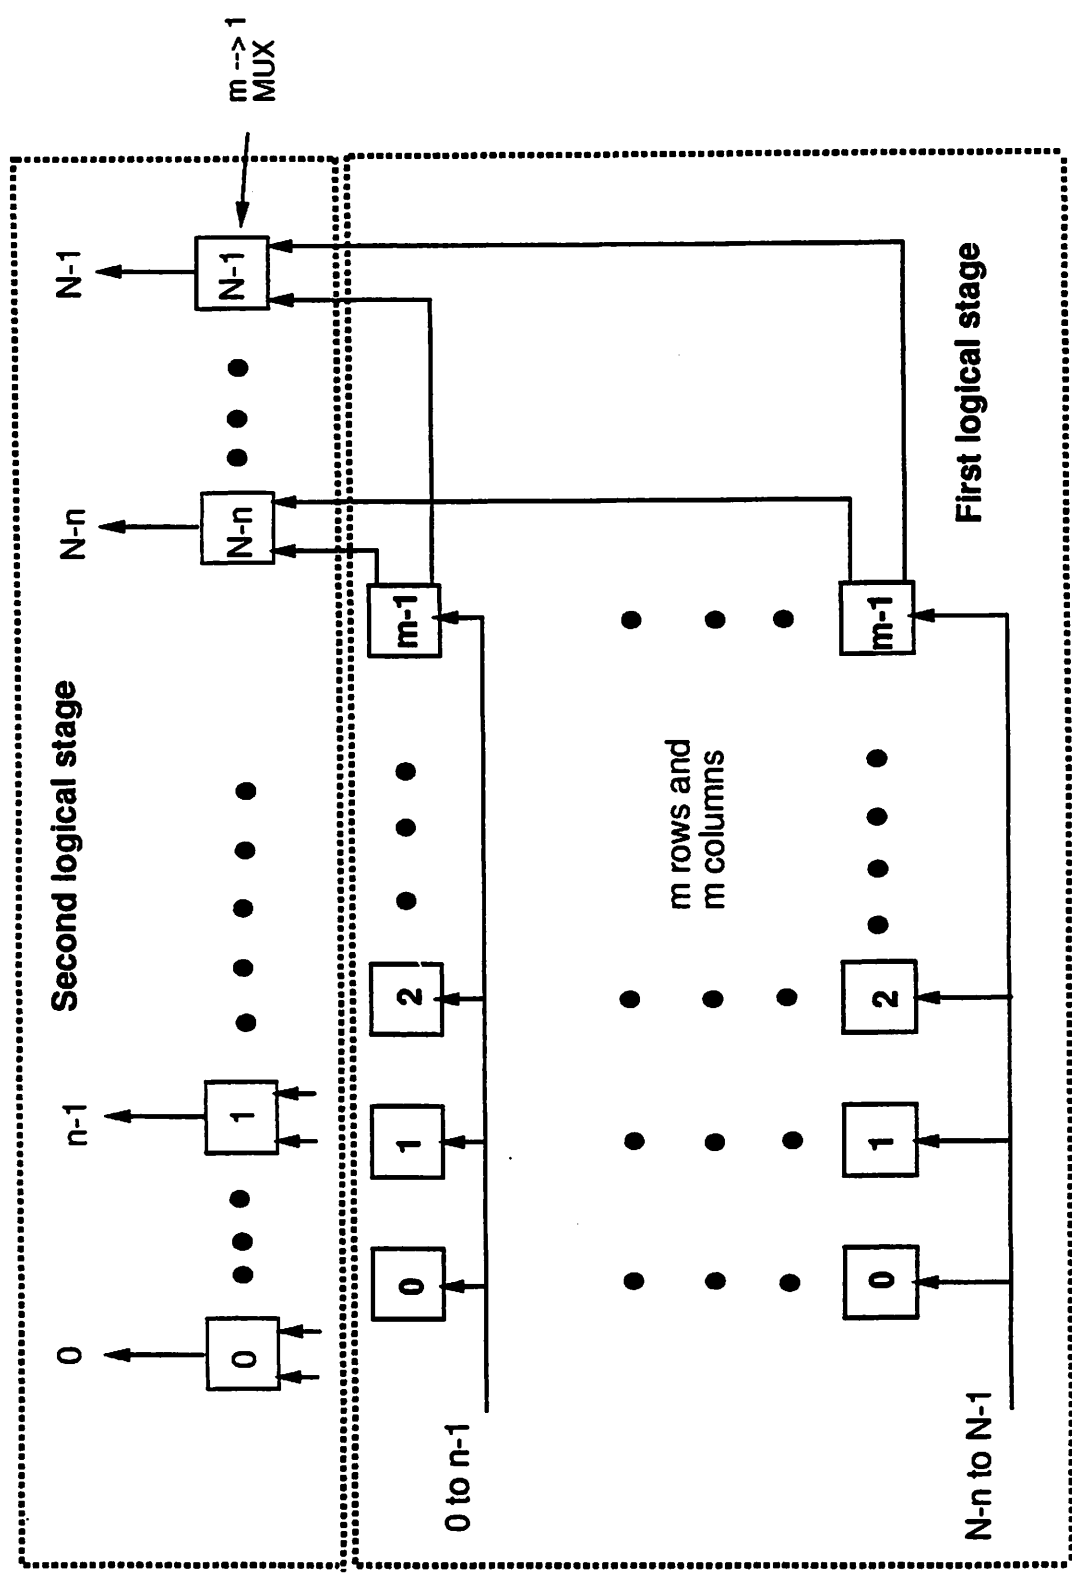 0
n-1
Second logical stage
N-n
N-1
0
1
N-n
N-1
m --> 1
MUX
0
1
2
m-1
0 to n-1
m rows and
m columns
0
1
2
m-1
N-n to N-1
First logical stage